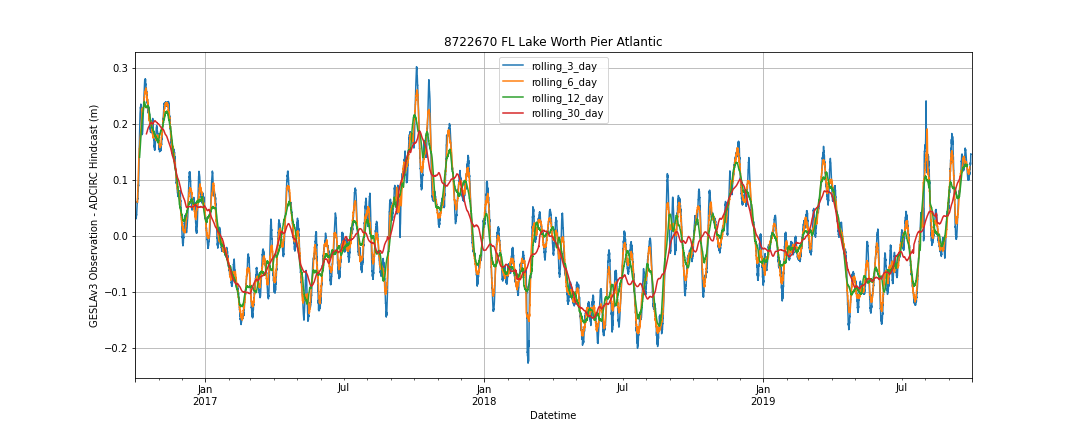 8722670 FL Lake Worth Pier Atlantic
rolling_3_day
rolling_6_day
rolling_12_day
rolling_30_day
GESLAv3 Observation - ADCIRC Hindcast (m)
0.3
0.2
0.1
0.0
−0.1
−0.2
Jan
2017
Jul
Jan
2018
Jul
Jan
2019
Jul
Datetime